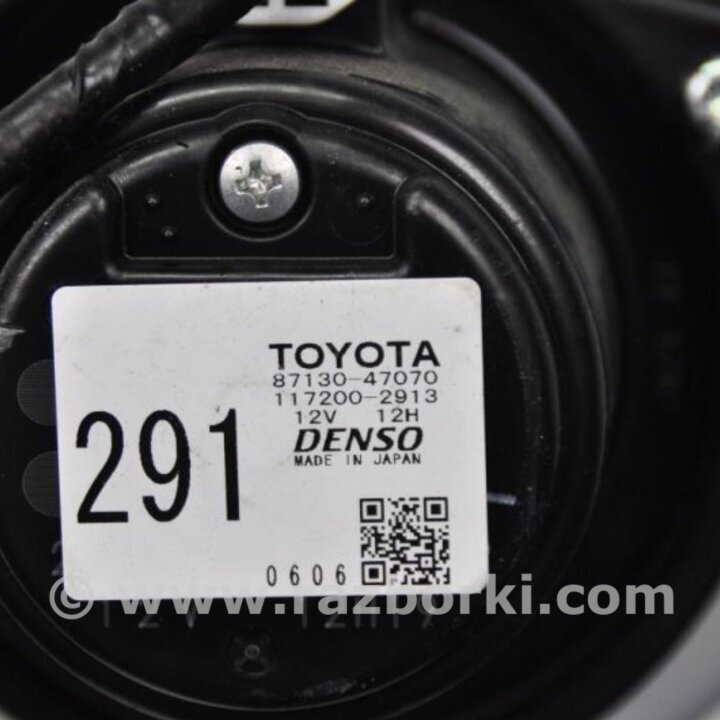 TOYOTA
87130-47070
117200-2913
12V 12H
DENSO
MADE IN JAPAN
291
0606
© www.razborki.com